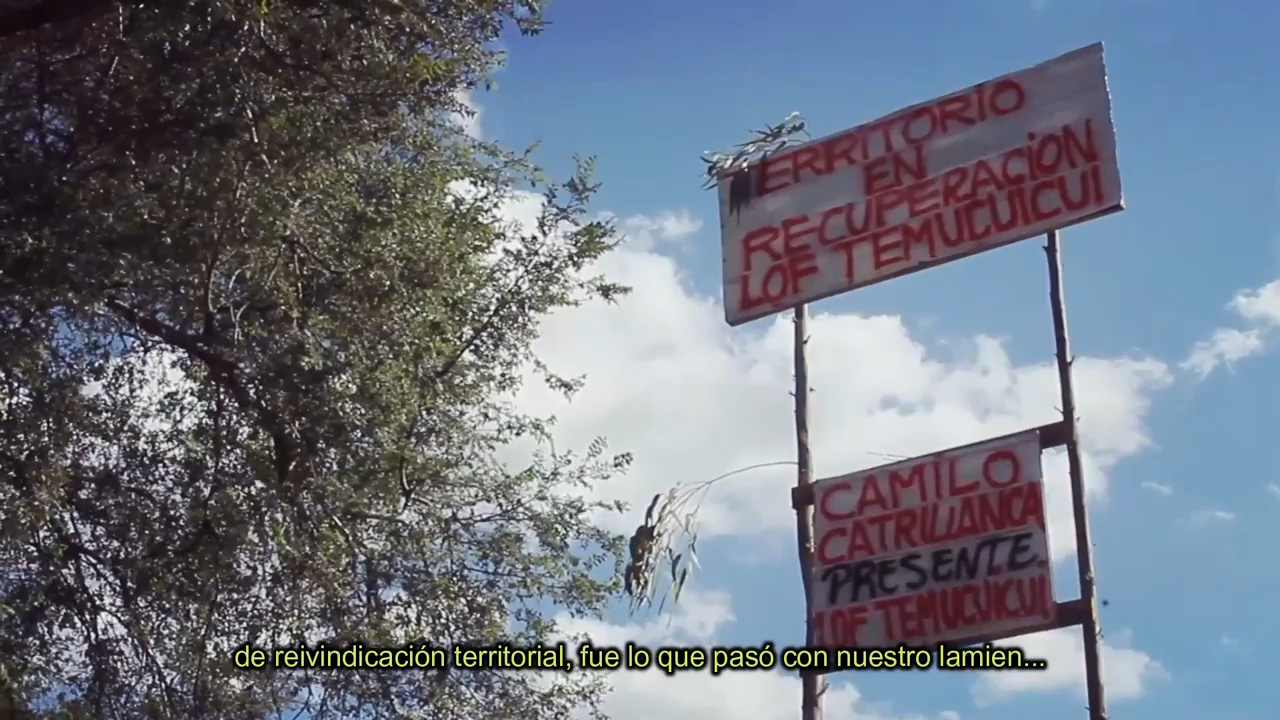 TERRITORIO
EN
RECUPERACION
LOF TEMUCUICUI
CAMILO
CATRILLANCA
PRESENTE.
LOF TEMUCUICUI
de reivindicación territorial, fue lo que pasó con nuestro lamien...